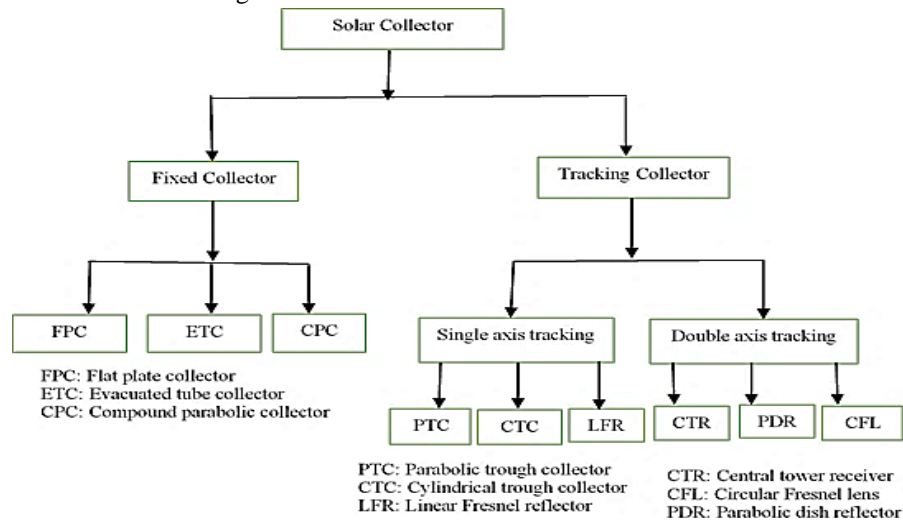 Solar Collector
Fixed Collector
Tracking Collector
FPC
ETC
CPC
Single axis tracking
Double axis tracking
FPC: Flat plate collector
ETC: Evacuated tube collector
CPC: Compound parabolic collector
PTC
CTC
LFR
CTR
PDR
CFL
PTC: Parabolic trough collector
CTC: Cylindrical trough collector
LFR: Linear Fresnel reflector
CTR: Central tower receiver
CFL: Circular Fresnel lens
PDR: Parabolic dish reflector